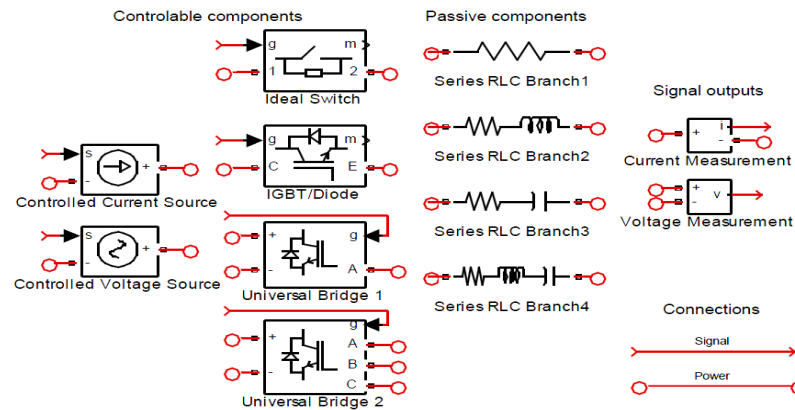 Controlable components
Passive components
g m
1 2
Ideal Switch
Series RLC Branch1
Signal outputs
g m
C E
IGBT/Diode
Series RLC Branch2
+ i
-
Current Measurement
s
- +
Controlled Current Source
+ g
- A
Universal Bridge 1
Series RLC Branch3
+ v
-
Voltage Measurement
s
- +
Controlled Voltage Source
Series RLC Branch4
g
+ A
B
- C
Universal Bridge 2
Connections
Signal
Power